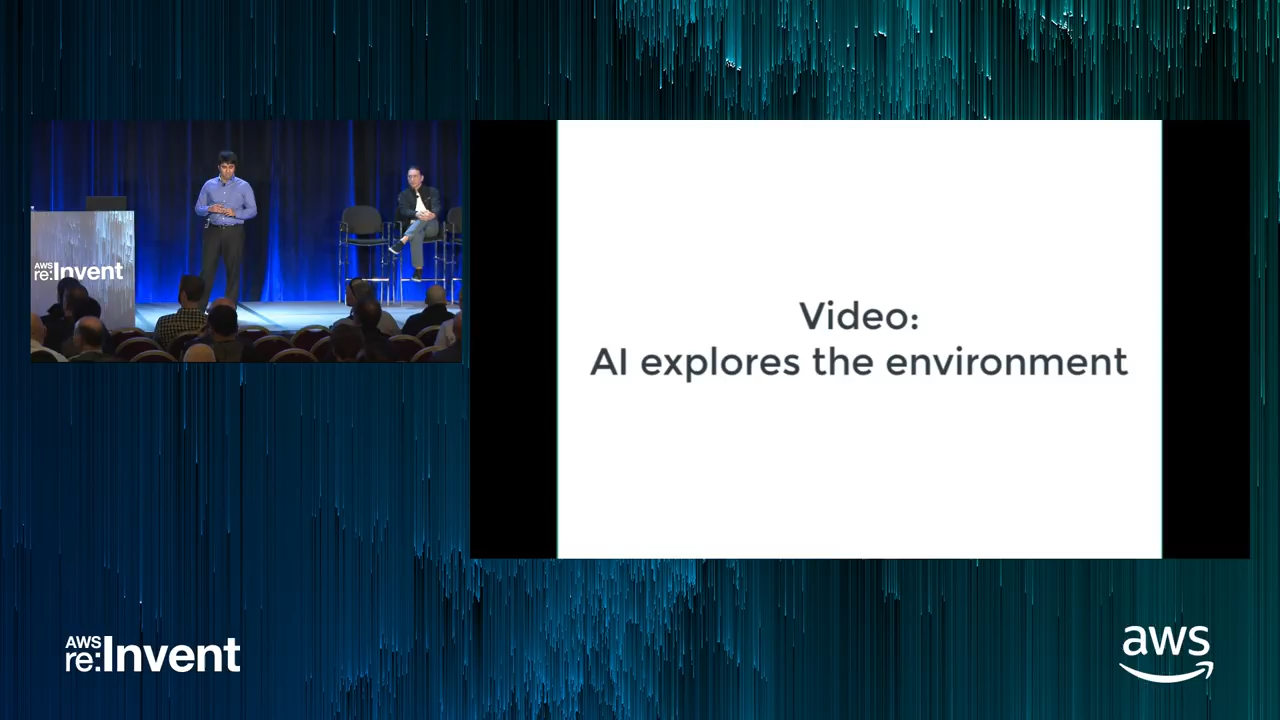 AWS
re:Invent
Video:
AI explores the environment
AWS
re:Invent
aws